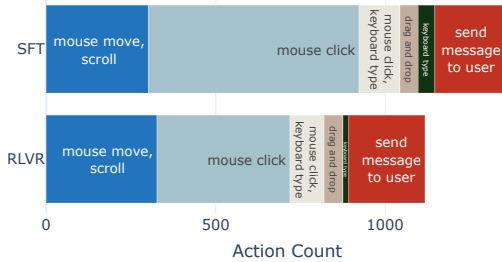 SFT
mouse move,
scroll
mouse click
mouse click,
keyboard type
drag and drop
keyboard type
send
message
to user
RLVR
mouse move,
scroll
mouse click
mouse click,
keyboard type
drag and drop
keyboard type
send
message
to user
0
500
1000
Action Count